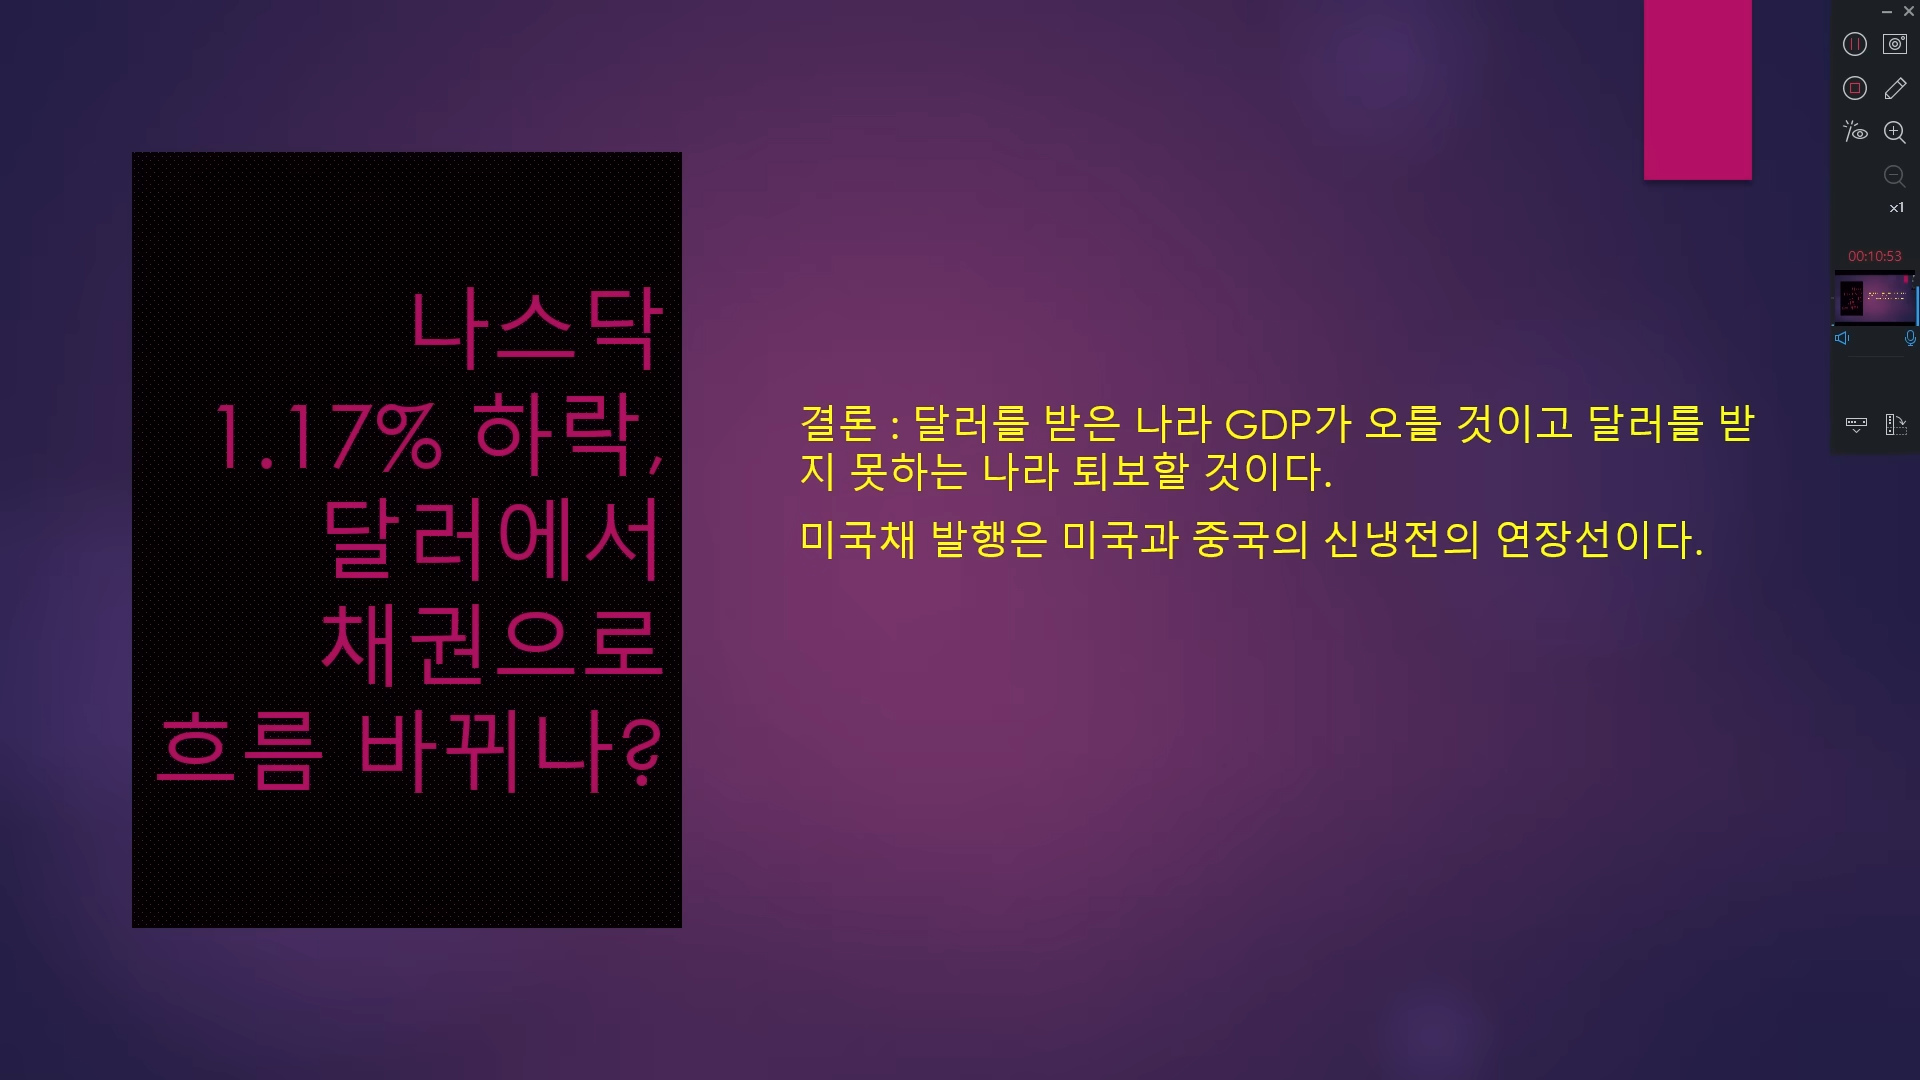 나스닥
1.17% 하락,
달러에서
채권으로
흐름 바뀌나?
결론 : 달러를 받은 나라 GDP가 오를 것이고 달러를 받
지 못하는 나라 퇴보할 것이다.
미국채 발행은 미국과 중국의 신냉전의 연장선이다.
x1
00:10:53